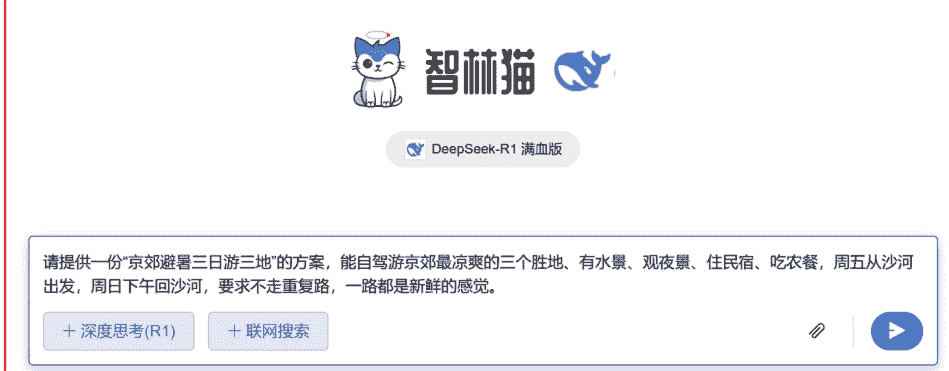 智林猫
DeepSeek-R1 满血版
请提供一份“京郊避暑三日游三地”的方案，能自驾游京郊最凉爽的三个胜地、有水景、观夜景、住民宿、吃农餐，周五从沙河
出发，周日下午回沙河，要求不走重复路，一路都是新鲜的感觉。
＋ 深度思考(R1)
＋ 联网搜索